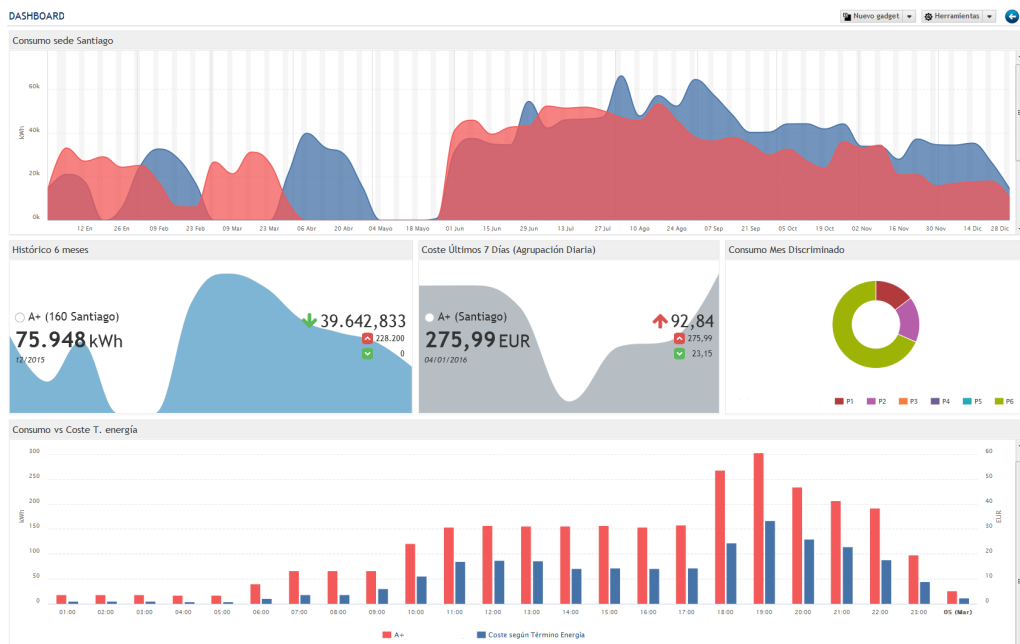 DASHBOARD
Nuevo gadget
Herramientas
Consumo sede Santiago
60k
40k
20k
0k
kWh
12 En 26 En 09 Feb 23 Feb 09 Mar 23 Mar 06 Abr 20 Abr 04 Mayo 18 Mayo 01 Jun 15 Jun 29 Jun 13 Jul 27 Jul 10 Ago 24 Ago 07 Sep 21 Sep 05 Oct 19 Oct 02 Nov 16 Nov 30 Nov 14 Dic 28 Dic
Histórico 6 meses
A+ (160 Santiago)
75.948 kWh
12/2015
39.642,833
228.200
0
Coste Últimos 7 Días (Agrupación Diaria)
A+ (Santiago)
275,99 EUR
04/01/2016
92,84
275,99
23,15
Consumo Mes Discriminado
P1 P2 P3 P4 P5 P6
Consumo vs Coste T. energía
300
250
200
150
100
50
0
kWh
60
50
40
30
20
10
0
EUR
01:00 02:00 03:00 04:00 05:00 06:00 07:00 08:00 09:00 10:00 11:00 12:00 13:00 14:00 15:00 16:00 17:00 18:00 19:00 20:00 21:00 22:00 23:00 05 (Mar)
A+ Coste según Término Energía